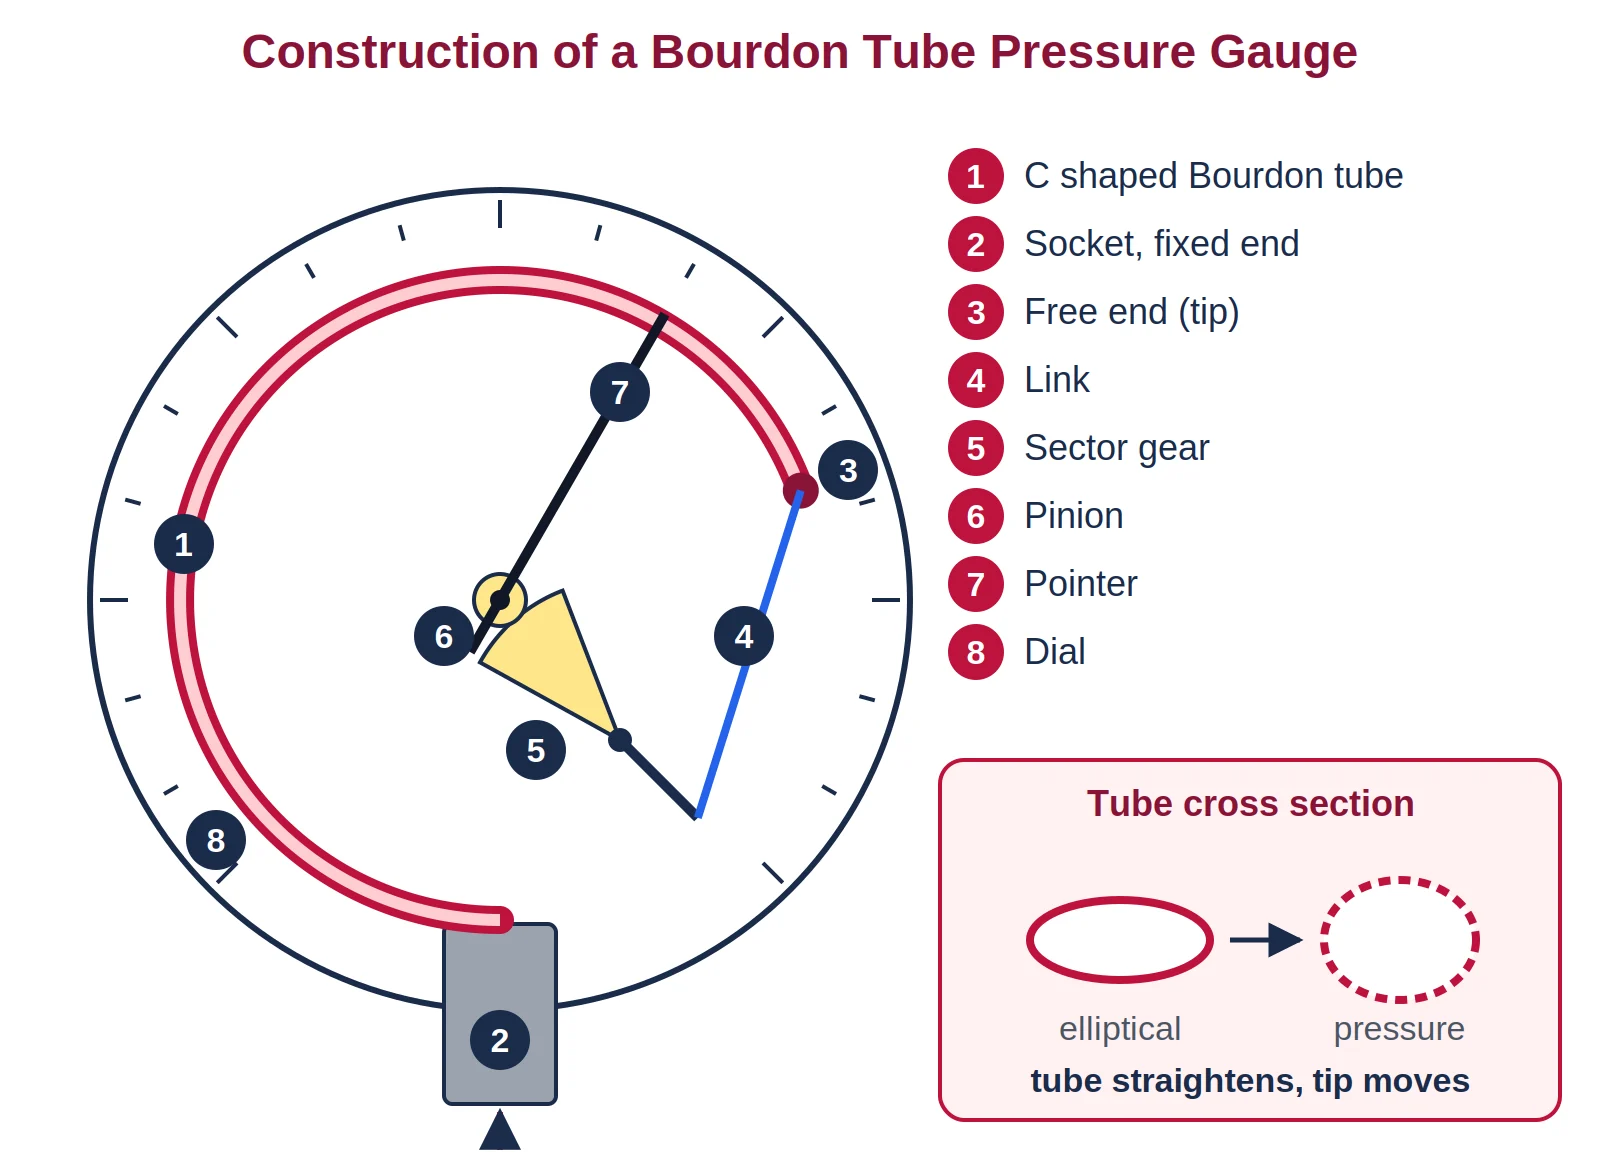 Construction of a Bourdon Tube Pressure Gauge
1 C shaped Bourdon tube
2 Socket, fixed end
3 Free end (tip)
4 Link
5 Sector gear
6 Pinion
7 Pointer
8 Dial
7
3
1
6
4
5
8
2
Tube cross section
elliptical pressure
tube straightens, tip moves